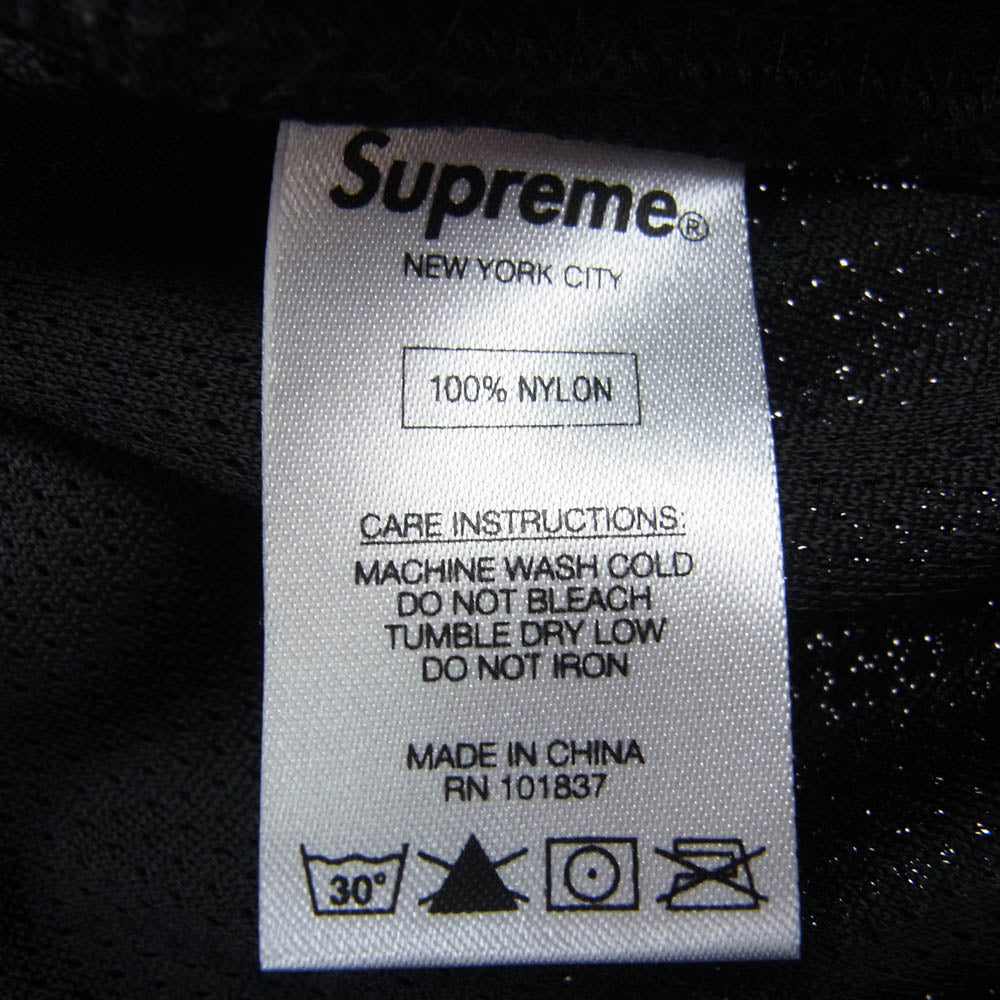 Supreme®
NEW YORK CITY
100% NYLON
CARE INSTRUCTIONS:
MACHINE WASH COLD
DO NOT BLEACH
TUMBLE DRY LOW
DO NOT IRON
MADE IN CHINA
RN 101837
30°